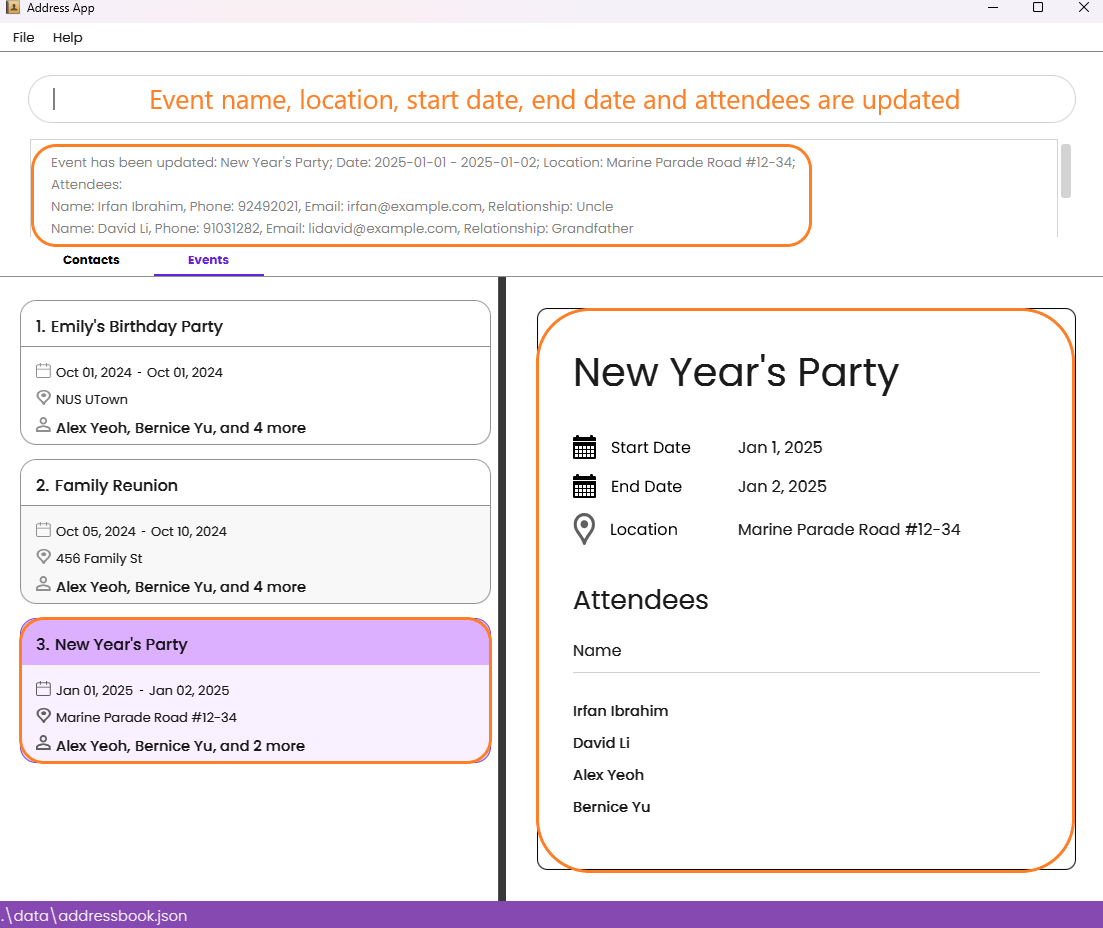 Address App
File Help
Event name, location, start date, end date and attendees are updated
Event has been updated: New Year's Party; Date: 2025-01-01 - 2025-01-02; Location: Marine Parade Road #12-34;
Attendees:
Name: Irfan Ibrahim, Phone: 92492021, Email: irfan@example.com, Relationship: Uncle
Name: David Li, Phone: 91031282, Email: lidavid@example.com, Relationship: Grandfather
Contacts Events
1. Emily's Birthday Party
Oct 01, 2024 - Oct 01, 2024
NUS UTown
Alex Yeoh, Bernice Yu, and 4 more
2. Family Reunion
Oct 05, 2024 - Oct 10, 2024
456 Family St
Alex Yeoh, Bernice Yu, and 4 more
3. New Year's Party
Jan 01, 2025 - Jan 02, 2025
Marine Parade Road #12-34
Alex Yeoh, Bernice Yu, and 2 more
New Year's Party
Start Date Jan 1, 2025
End Date Jan 2, 2025
Location Marine Parade Road #12-34
Attendees
Name
Irfan Ibrahim
David Li
Alex Yeoh
Bernice Yu
.\data\addressbook.json